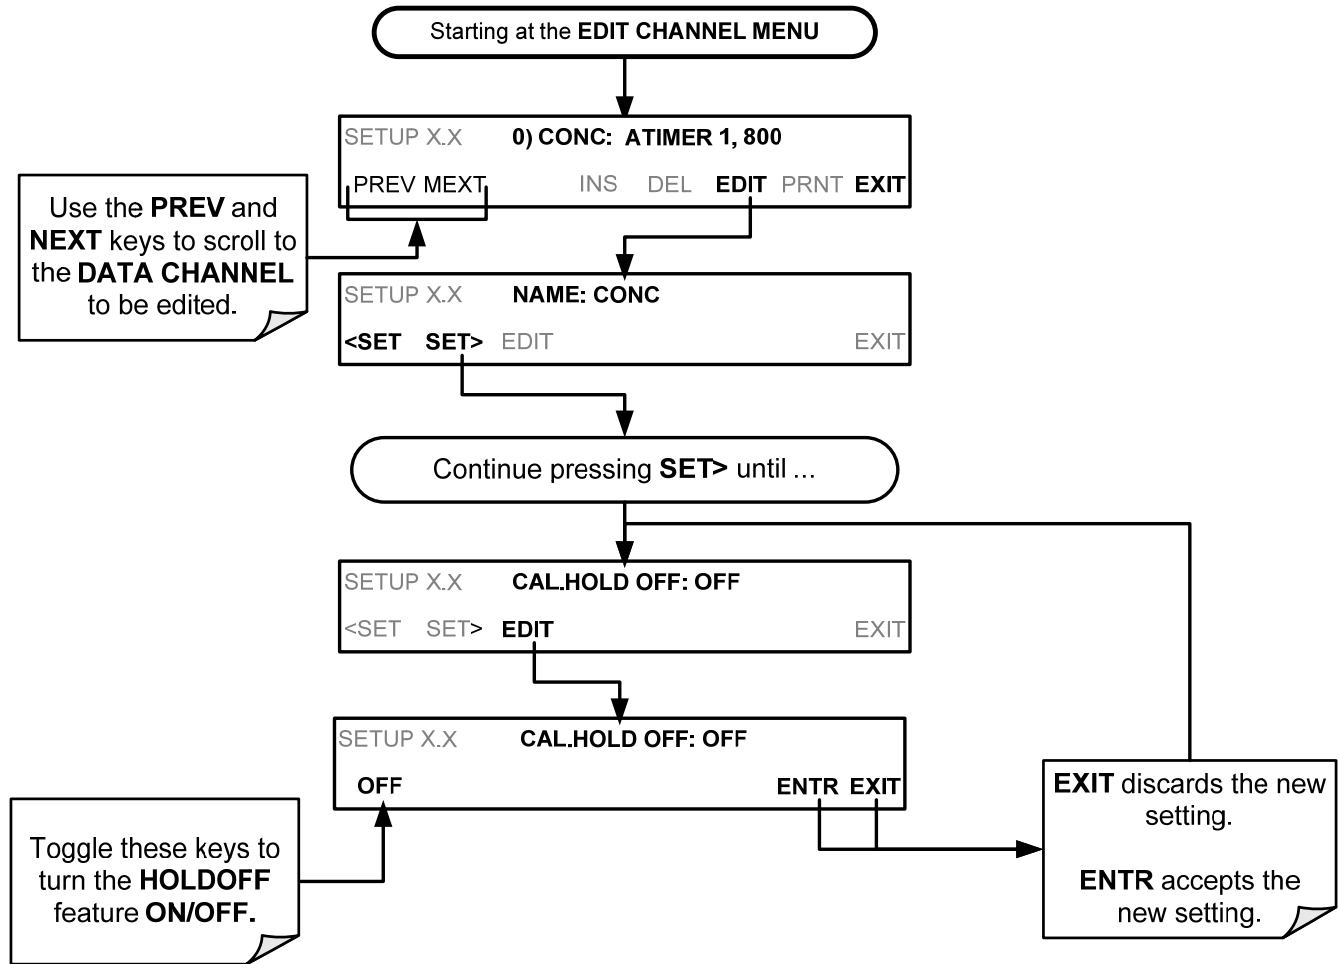 Starting at the EDIT CHANNEL MENU
SETUP X.X 0) CONC: ATIMER 1, 800
PREV MEXT INS DEL EDIT PRNT EXIT
Use the PREV and
NEXT keys to scroll to
the DATA CHANNEL
to be edited.
SETUP X.X NAME: CONC
<SET SET> EDIT EXIT
Continue pressing SET> until ...
SETUP X.X CAL.HOLD OFF: OFF
<SET SET> EDIT EXIT
SETUP X.X CAL.HOLD OFF: OFF
OFF ENTR EXIT
Toggle these keys to
turn the HOLDOFF
feature ON/OFF.
EXIT discards the new
setting.
ENTR accepts the
new setting.